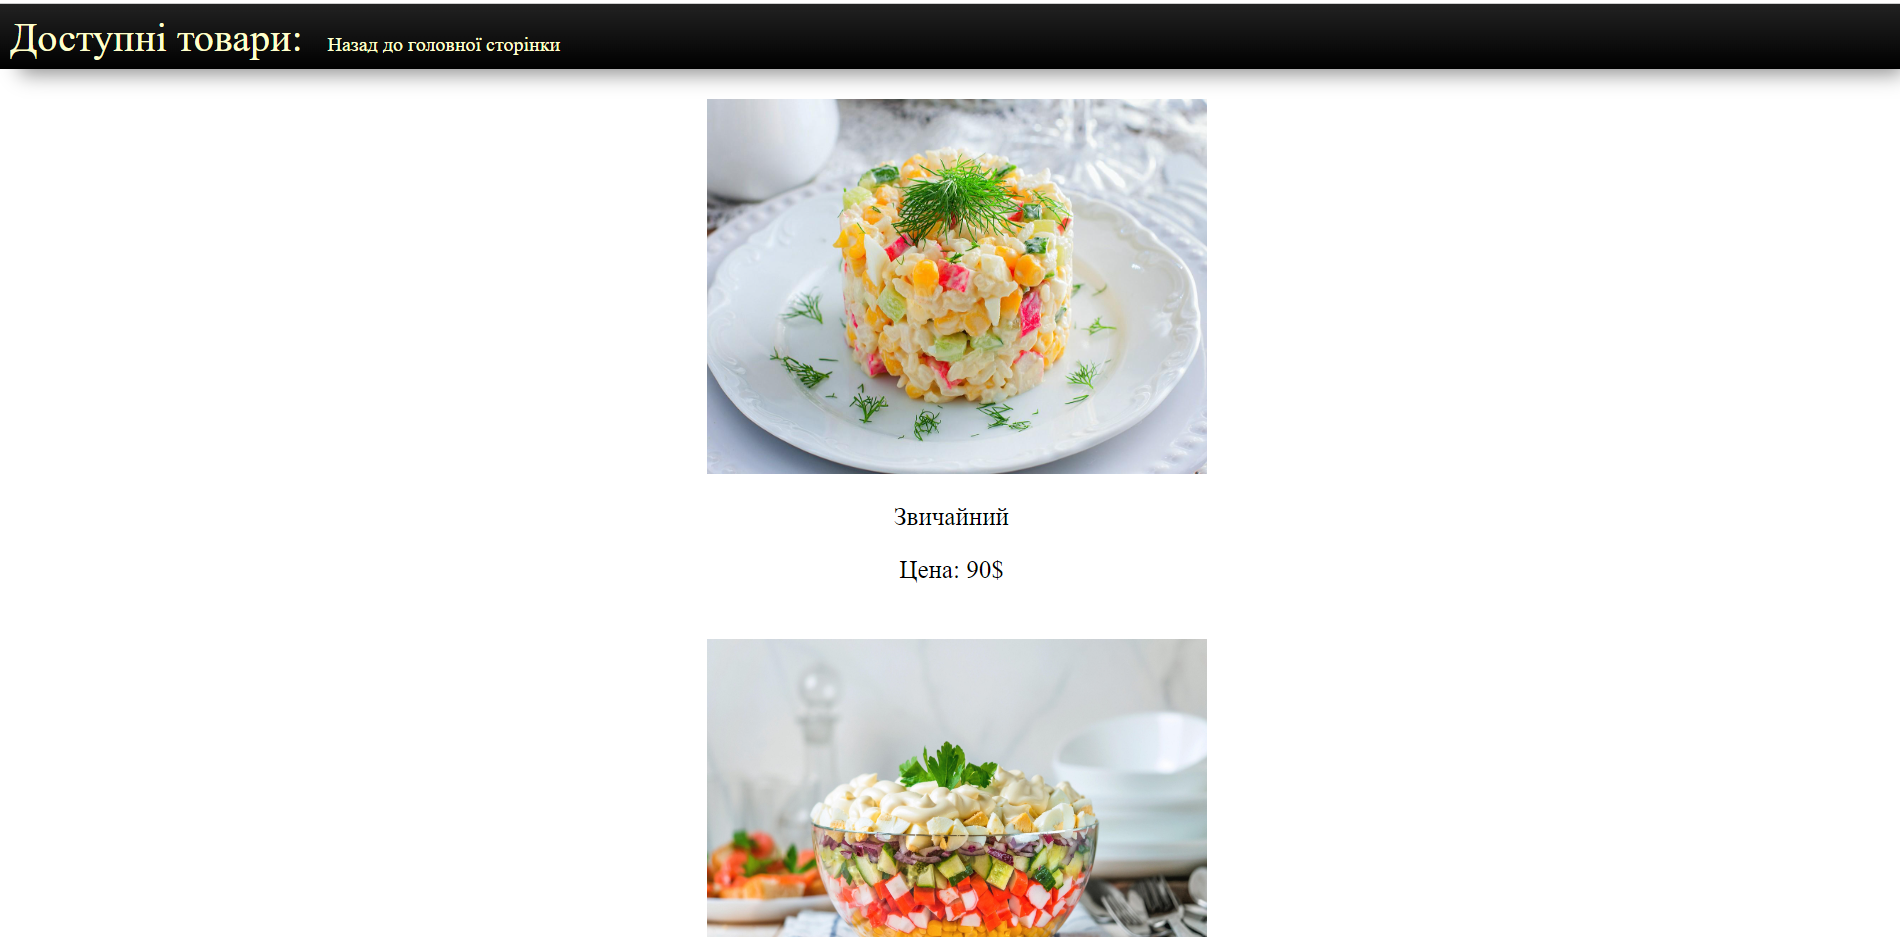 Доступні товари: Назад до головної сторінки
Звичайний
Цена: 90$